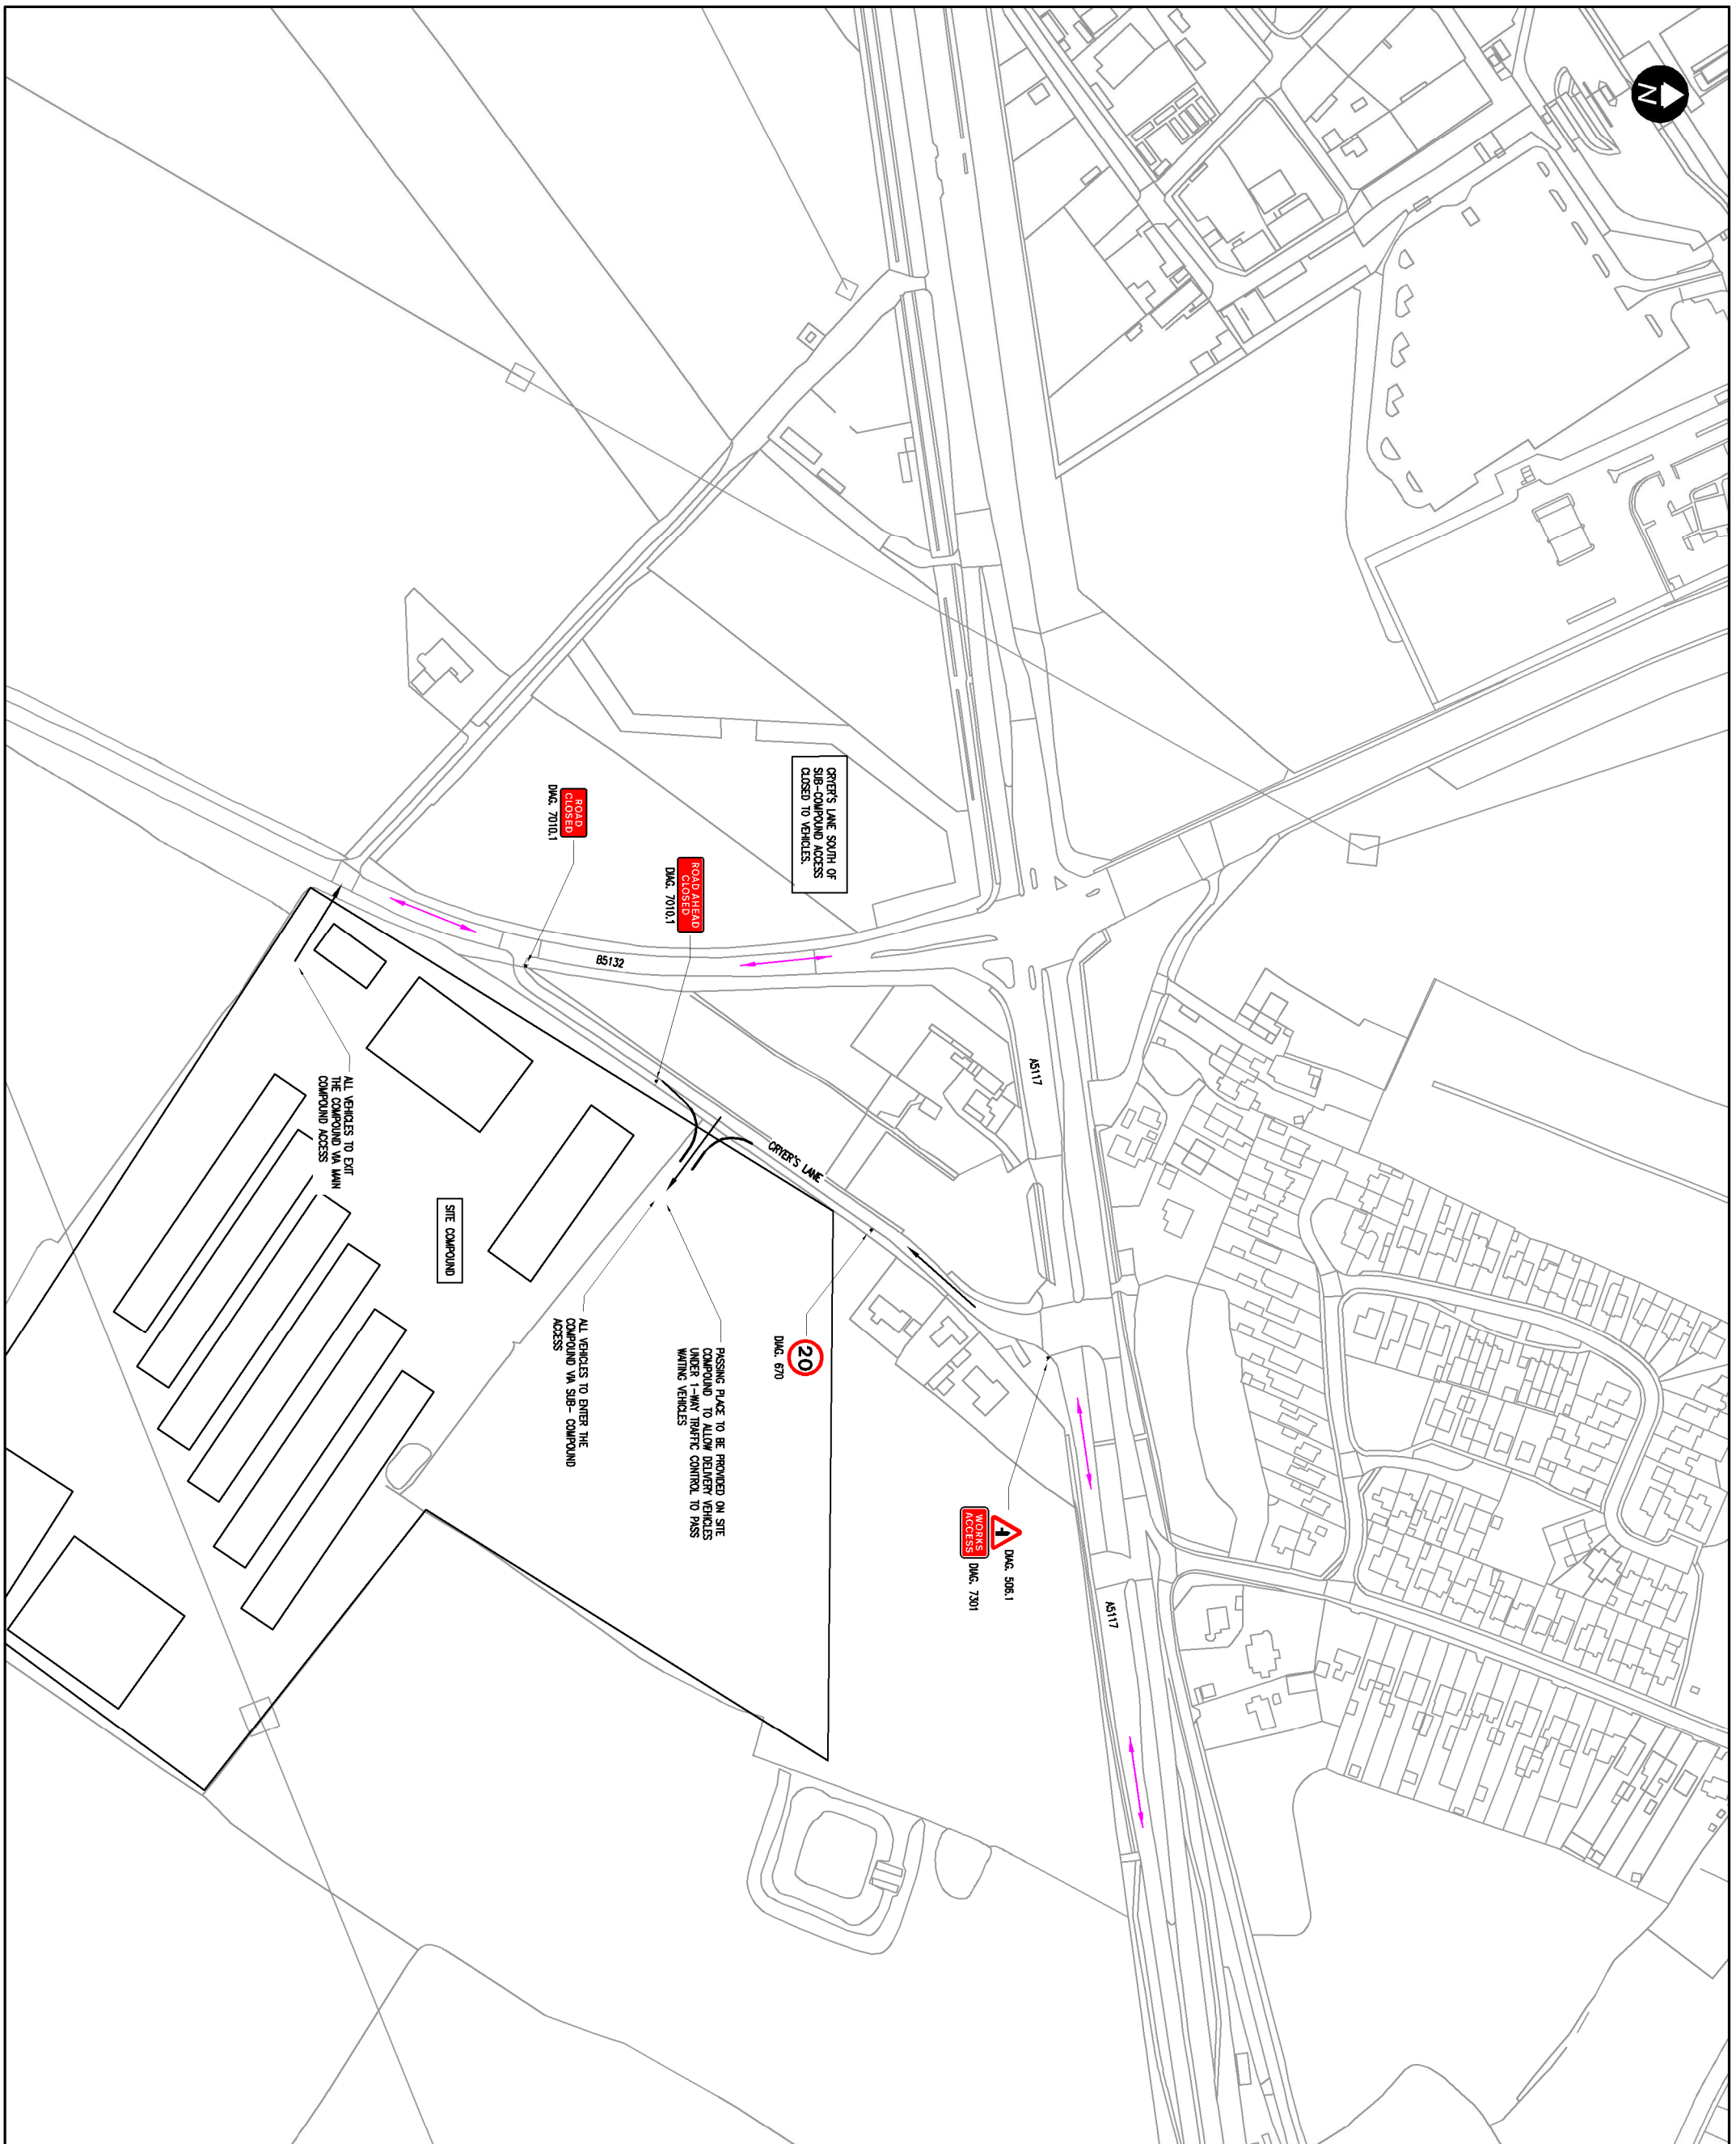 N
CRYER'S LANE SOUTH OF
SUB-COMPOUND ACCESS
CLOSED TO VEHICLES.
ROAD
CLOSED
DIAG. 7010.1
ROAD AHEAD
CLOSED
DIAG. 7010.1
B5132
A5117
CRYER'S LANE
ALL VEHICLES TO EXIT
THE COMPOUND VIA MAIN
COMPOUND ACCESS
SITE COMPOUND
20
DIAG. 670
PASSING PLACE TO BE PROVIDED ON SITE
COMPOUND TO ALLOW DELIVERY VEHICLES
UNDER 1-WAY TRAFFIC CONTROL TO PASS
WAITING VEHICLES
ALL VEHICLES TO ENTER THE
COMPOUND VIA SUB- COMPOUND
ACCESS
DIAG. 506.1
WORKS
ACCESS
DIAG. 7301
A5117